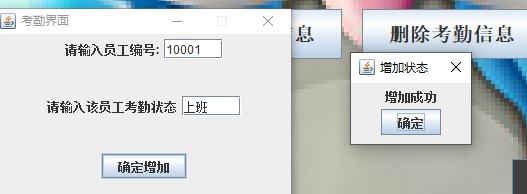 考勤界面
请输入员工编号: 10001
请输入该员工考勤状态 上班
确定增加
息
删除考勤信息
增加状态
增加成功
确定